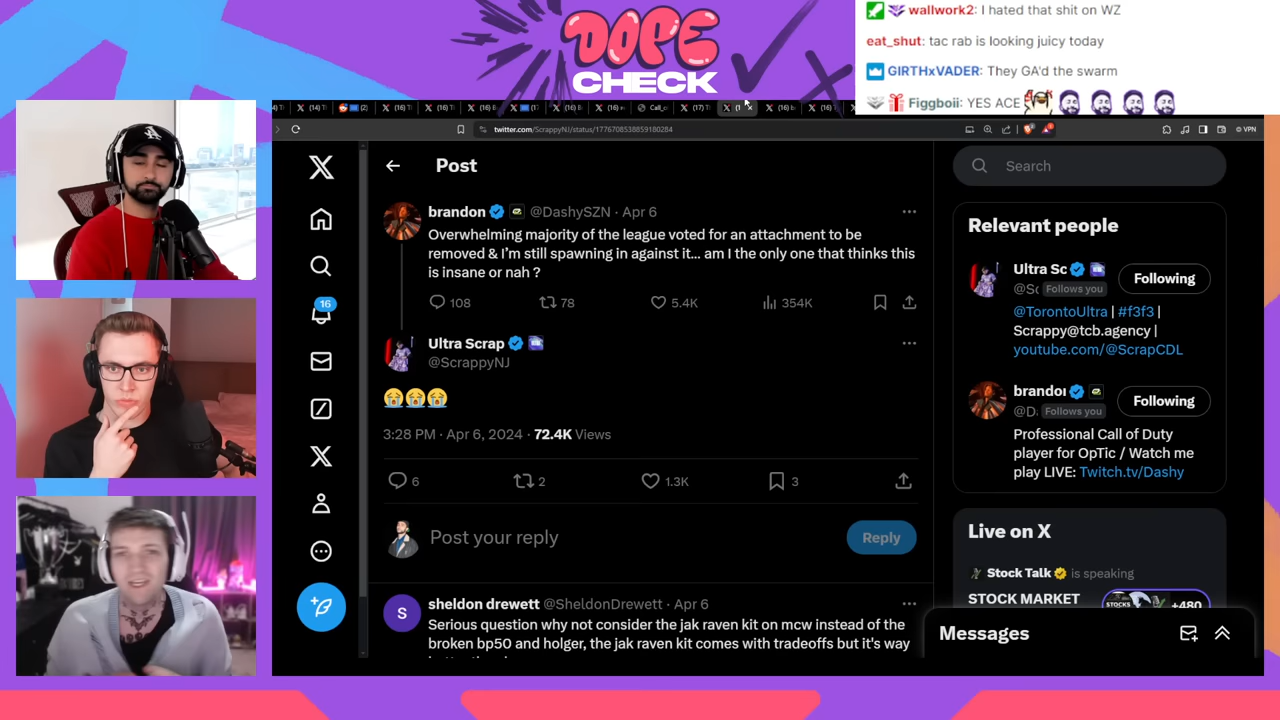 DOPE
CHECK
wallwork2: I hated that shit on WZ
eat_shut: tac rab is looking juicy today
GIRTHxVADER: They GA'd the swarm
Figgboii: YES ACE
twitter.com/ScrappyNJ/status/1776708538859180284
VPN
Post
Search
brandon @DashySZN · Apr 6
Overwhelming majority of the league voted for an attachment to be
removed & I'm still spawning in against it... am I the only one that thinks this
is insane or nah ?
108 78 5.4K 354K
Ultra Scrap
@ScrappyNJ
😭😭😭
3:28 PM · Apr 6, 2024 · 72.4K Views
6 2 1.3K 3
Post your reply
Reply
S
sheldon drewett @SheldonDrewett · Apr 6
Serious question why not consider the jak raven kit on mcw instead of the
broken bp50 and holger, the jak raven kit comes with tradeoffs but it's way
16
Relevant people
Ultra Sc
Follows you
Following
@TorontoUltra | #f3f3 |
Scrappy@tcb.agency |
youtube.com/@ScrapCDL
brandon
@D. Follows you
Following
Professional Call of Duty
player for OpTic / Watch me
play LIVE: Twitch.tv/Dashy
Live on X
Stock Talk is speaking
STOCK MARKET
STOCKS
+480
Messages